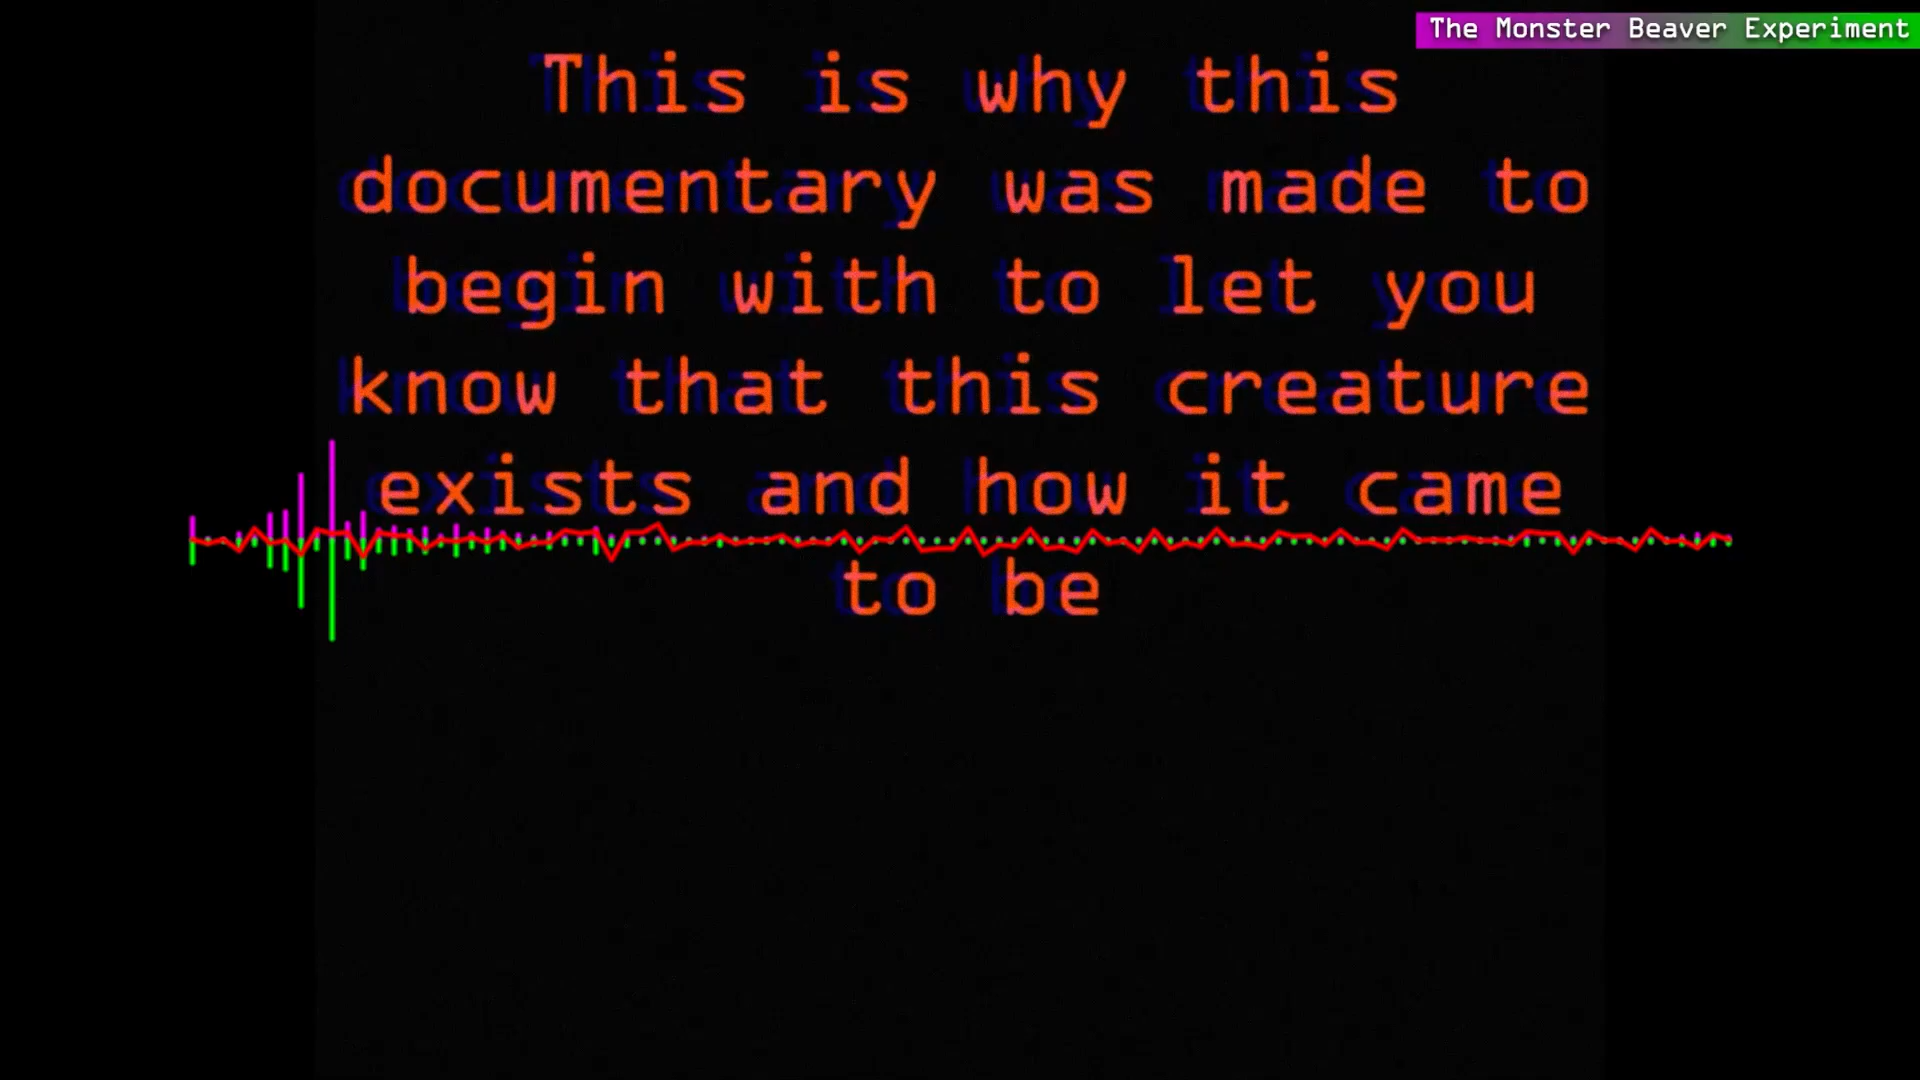 The Monster Beaver Experiment
This is why this
documentary was made to
begin with to let you
know that this creature
exists and how it came
to be